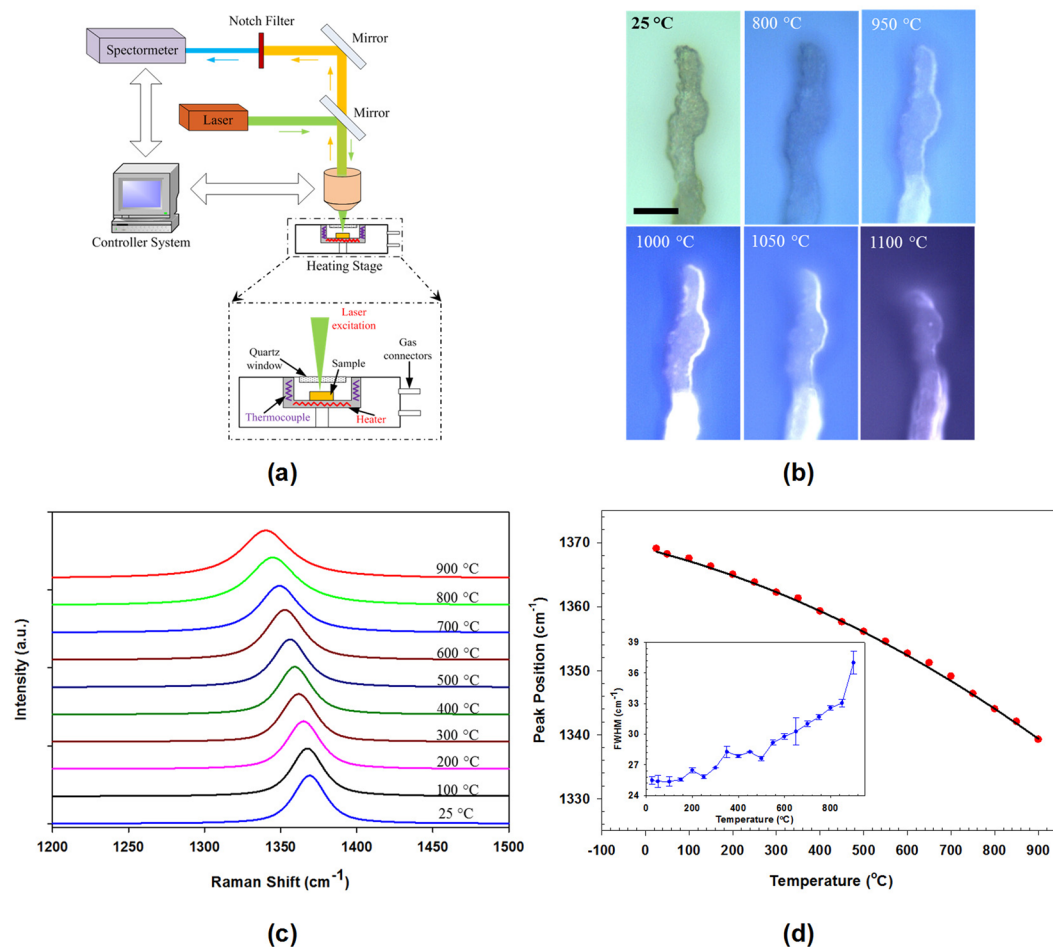 Notch Filter
Mirror
Spectormeter
Mirror
Laser
Controller System
Heating Stage
Laser
excitation
Quartz
window
Sample
Gas
connectors
Thermocouple
Heater
(a)
25 °C
800 °C
950 °C
1000 °C
1050 °C
1100 °C
(b)
Intensity (a.u.)
900 °C
800 °C
700 °C
600 °C
500 °C
400 °C
300 °C
200 °C
100 °C
25 °C
1200 1250 1300 1350 1400 1450 1500
Raman Shift (cm⁻¹)
(c)
Peak Position (cm⁻¹)
1370
1360
1350
1340
1330
-100 0 100 200 300 400 500 600 700 800 900
Temperature (°C)
FWHM (cm⁻¹)
39
36
33
30
27
24
0 200 400 600 800
Temperature (°C)
(d)